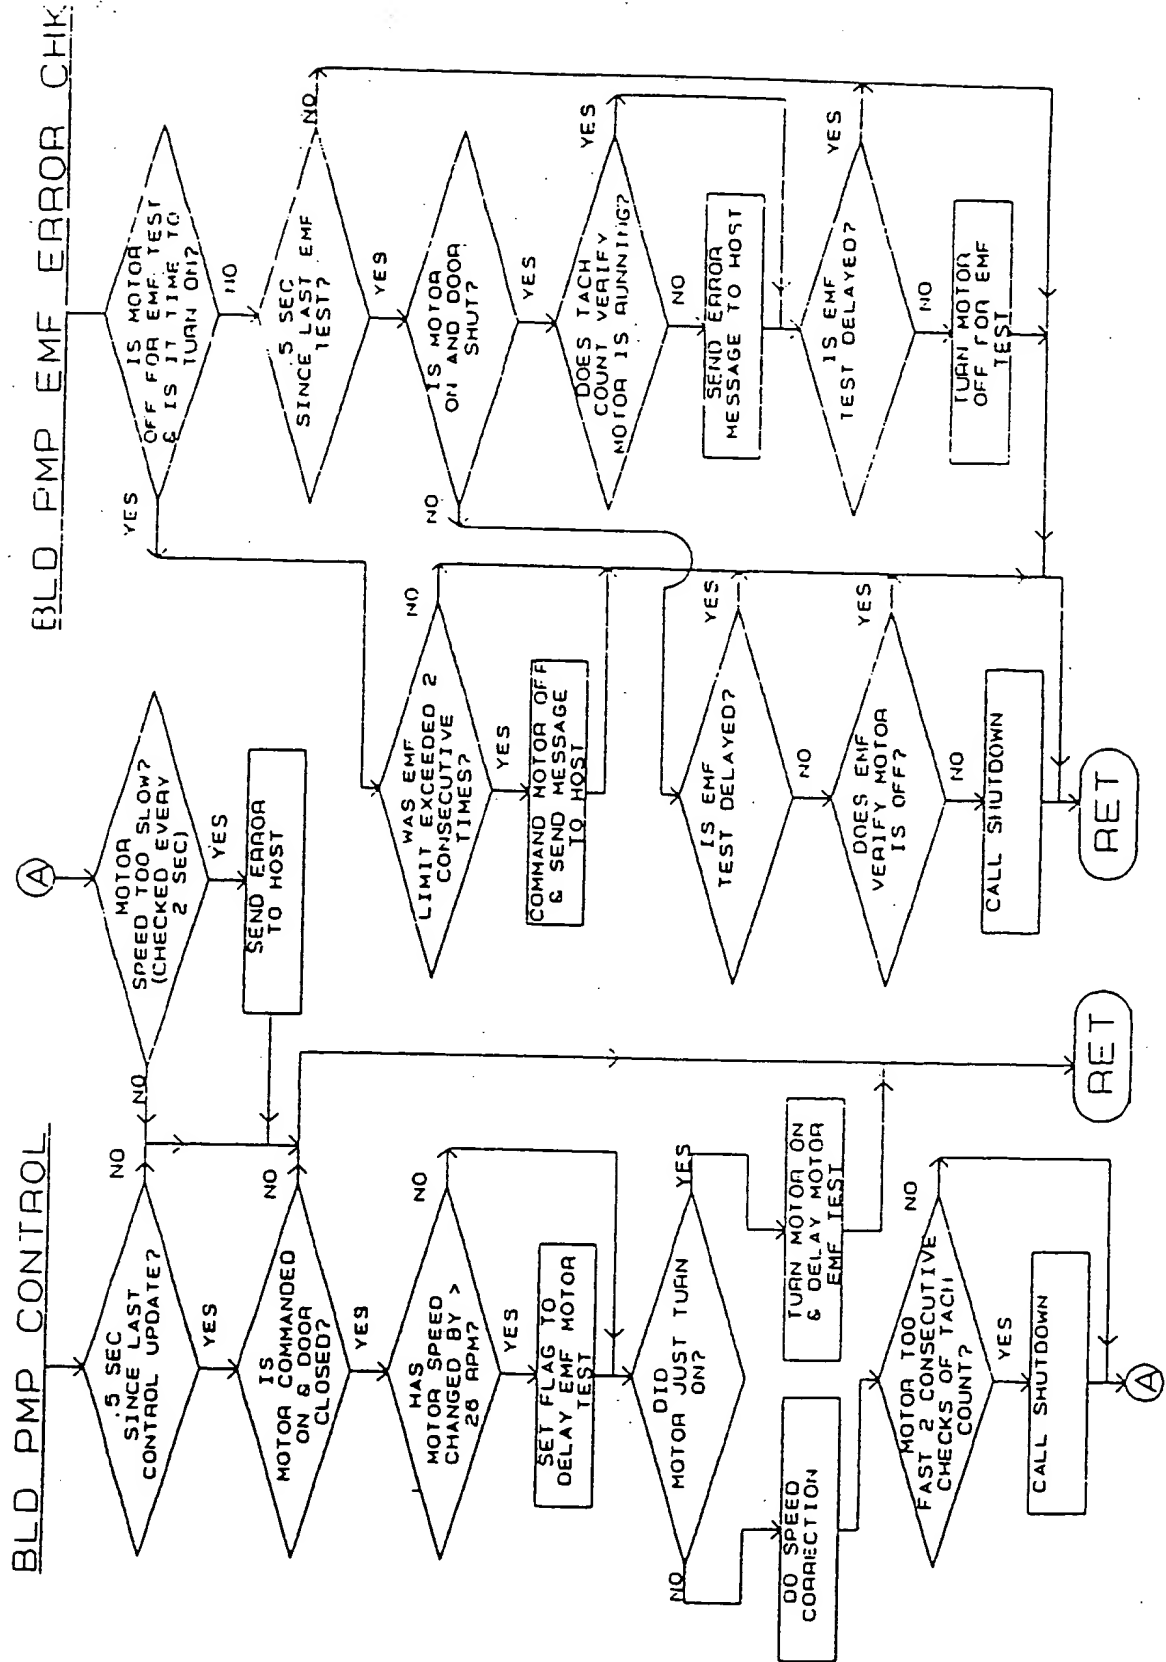 BLD PMP CONTROL
.5 SEC
SINCE LAST
CONTROL UPDATE?
NO
YES
IS
MOTOR COMMANDED
ON & DOOR
CLOSED?
NO
YES
HAS
MOTOR SPEED
CHANGED BY >
26 RPM?
NO
YES
SET FLAG TO
DELAY EMF MOTOR
TEST
DID
MOTOR JUST TURN
ON?
NO
YES
DO SPEED
CORRECTION
TURN MOTOR ON
& DELAY MOTOR
EMF TEST
MOTOR TOO
FAST 2 CONSECUTIVE
CHECKS OF TACH
COUNT?
NO
YES
CALL SHUTDOWN
A
A
MOTOR
SPEED TOO SLOW?
(CHECKED EVERY
2 SEC)
NO
YES
SEND ERROR
TO HOST
RET
BLD PMP EMF ERROR CHK
IS MOTOR
OFF FOR EMF TEST
& IS IT TIME TO
TURN ON?
YES
NO
.5 SEC
SINCE LAST EMF
TEST?
NO
YES
IS MOTOR
ON AND DOOR
SHUT?
NO
YES
DOES TACH
COUNT VERIFY
MOTOR IS RUNNING?
YES
NO
SEND ERROR
MESSAGE TO HOST
IS EMF
TEST DELAYED?
YES
NO
TURN MOTOR
OFF FOR EMF
TEST
WAS EMF
LIMIT EXCEEDED 2
CONSECUTIVE
TIMES?
NO
YES
COMMAND MOTOR OFF
& SEND MESSAGE
TO HOST
IS EMF
TEST DELAYED?
YES
NO
DOES EMF
VERIFY MOTOR
IS OFF?
YES
NO
CALL SHUTDOWN
RET